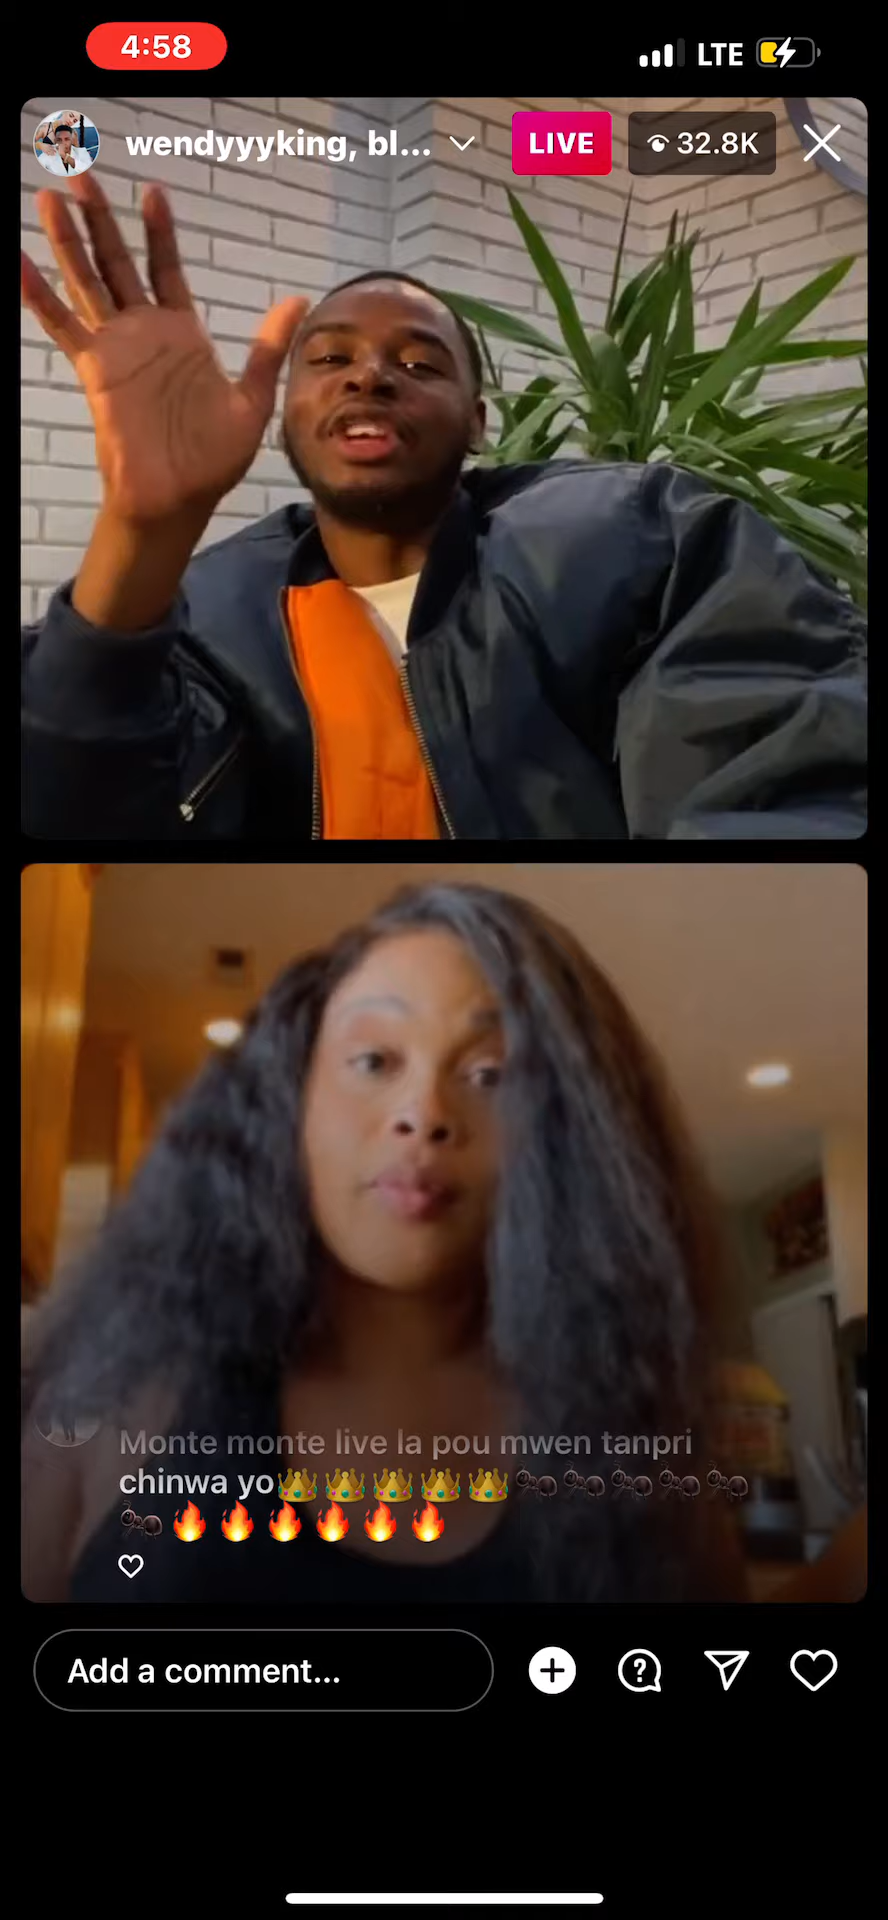 4:58
LTE
wendyyyking, bl...
LIVE
32.8K
Monte monte live la pou mwen tanpri
chinwa yo👑👑👑👑👑🐜🐜🐜🐜🐜
🐜🔥🔥🔥🔥🔥🔥
Add a comment...